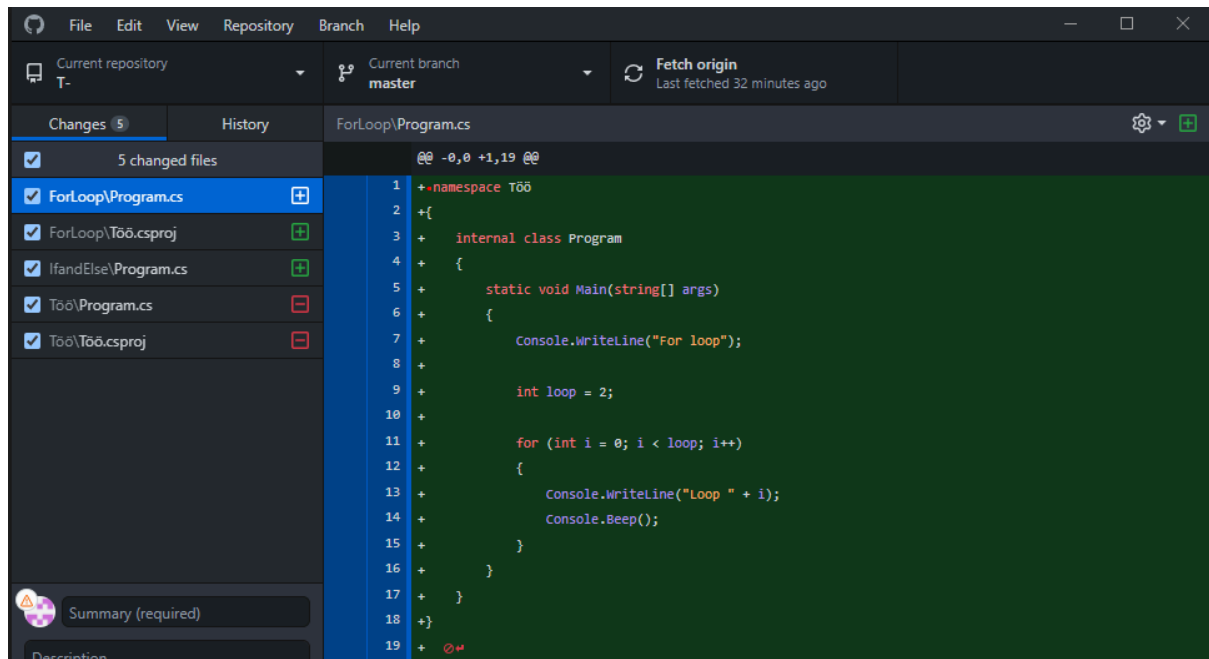 File Edit View Repository Branch Help
Current repository
T-
Current branch
master
Fetch origin
Last fetched 32 minutes ago
Changes 5 History
5 changed files
ForLoop\Program.cs
ForLoop\Töö.csproj
IfandElse\Program.cs
Töö\Program.cs
Töö\Töö.csproj
Summary (required)
Description
ForLoop\Program.cs
@@ -0,0 +1,19 @@
1 +namespace Töö
2 +{
3 +    internal class Program
4 +    {
5 +        static void Main(string[] args)
6 +        {
7 +            Console.WriteLine("For loop");
8 +
9 +            int loop = 2;
10 +
11 +            for (int i = 0; i < loop; i++)
12 +            {
13 +                Console.WriteLine("Loop " + i);
14 +                Console.Beep();
15 +            }
16 +        }
17 +    }
18 +}
19 +